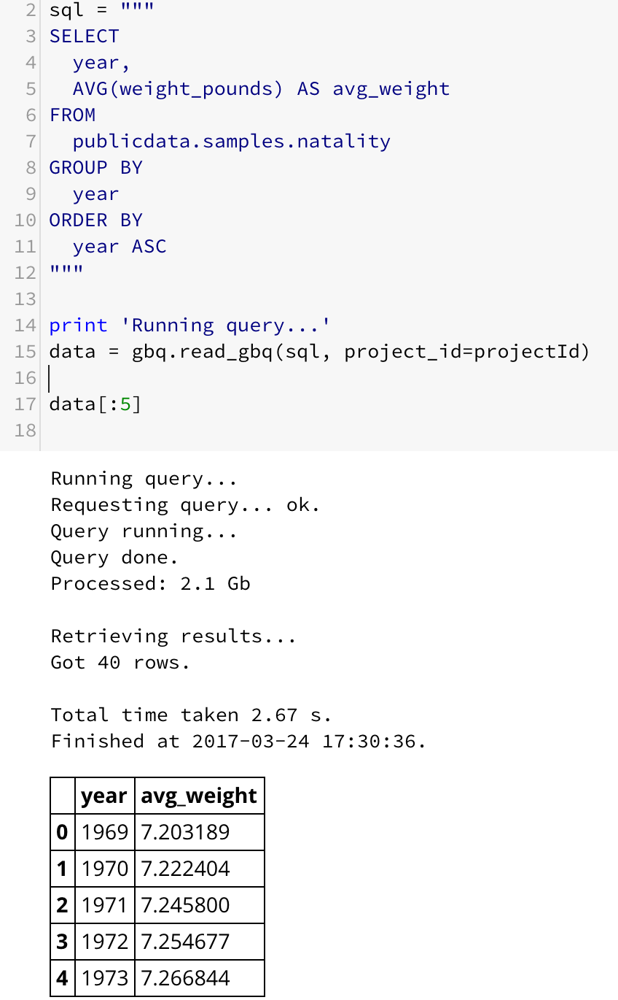 2 sql = """
3 SELECT
4   year,
5   AVG(weight_pounds) AS avg_weight
6 FROM
7   publicdata.samples.natality
8 GROUP BY
9   year
10 ORDER BY
11   year ASC
12 """
13
14 print 'Running query...'
15 data = gbq.read_gbq(sql, project_id=projectId)
16
17 data[:5]
18
Running query...
Requesting query... ok.
Query running...
Query done.
Processed: 2.1 Gb
Retrieving results...
Got 40 rows.
Total time taken 2.67 s.
Finished at 2017-03-24 17:30:36.
year avg_weight
0 1969 7.203189
1 1970 7.222404
2 1971 7.245800
3 1972 7.254677
4 1973 7.266844